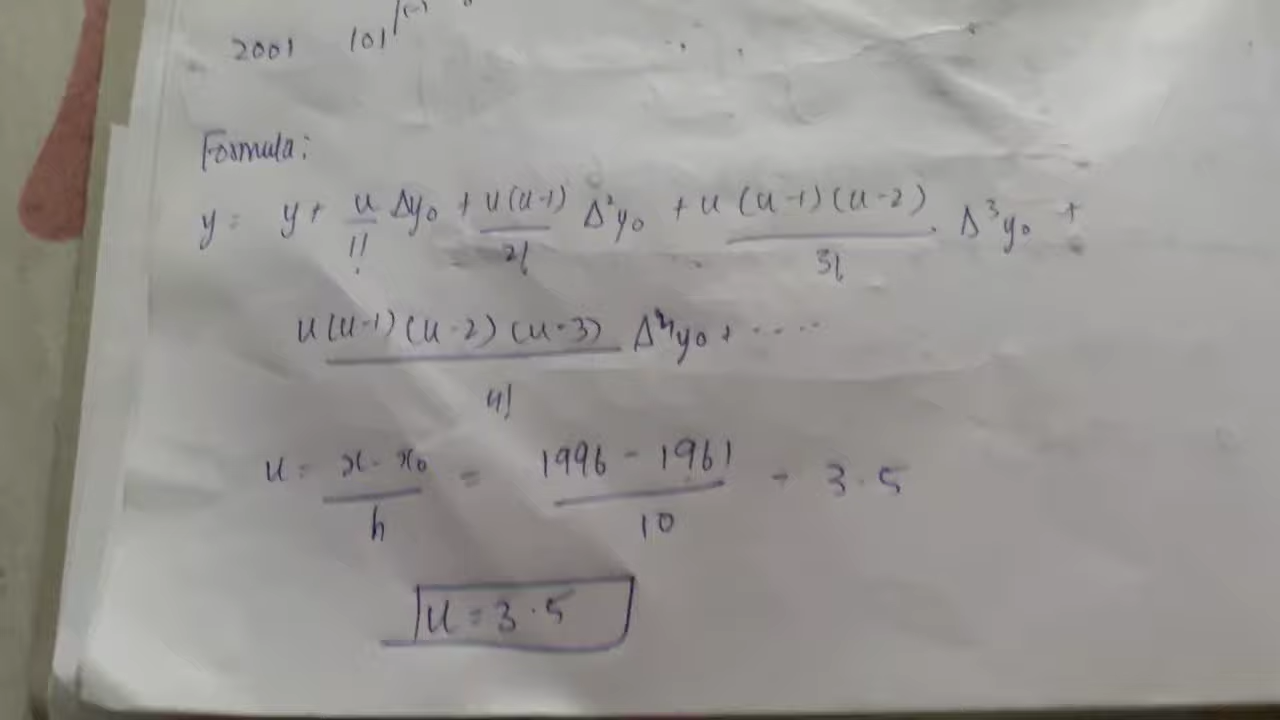 2001 101
Formula:
y = y + u/1! Δy₀ + u(u-1)/2! Δ²y₀ + u(u-1)(u-2)/3! Δ³y₀ +
u(u-1)(u-2)(u-3)/4! Δ⁴y₀ + .....
u = x - x₀/h = 1996 - 1961/10 = 3.5
u = 3.5